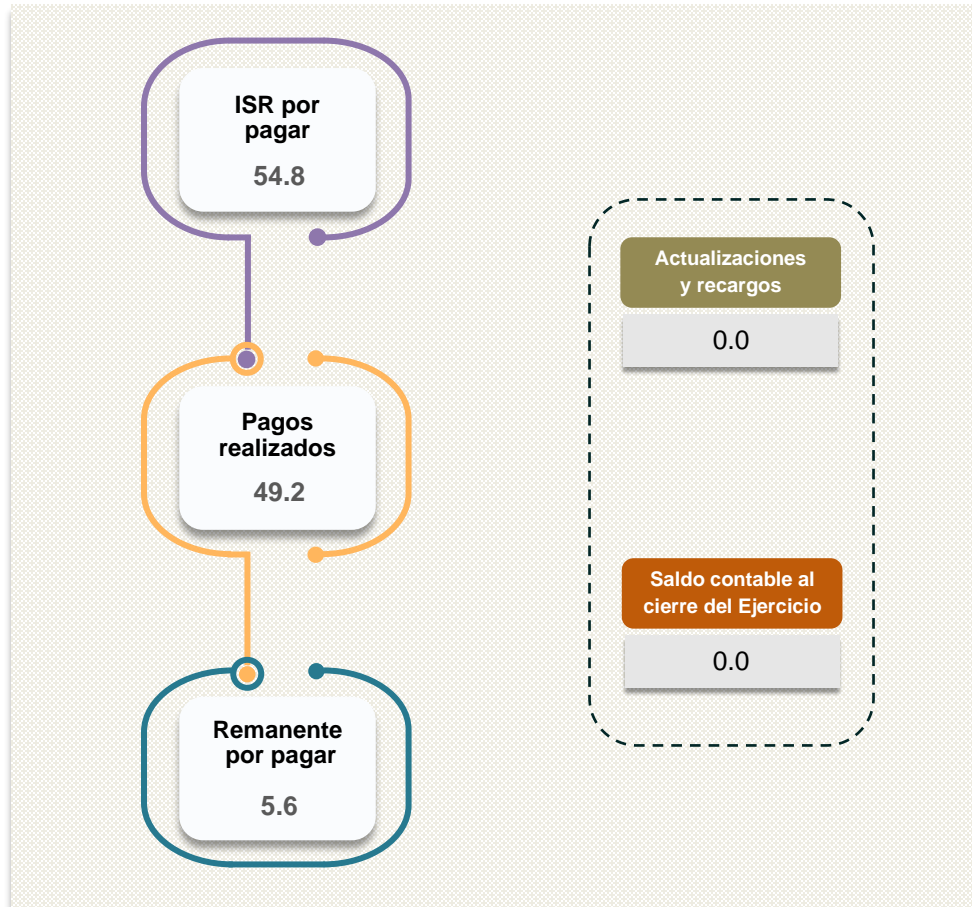 ISR por
pagar
54.8
Pagos
realizados
49.2
Remanente
por pagar
5.6
Actualizaciones
y recargos
0.0
Saldo contable al
cierre del Ejercicio
0.0